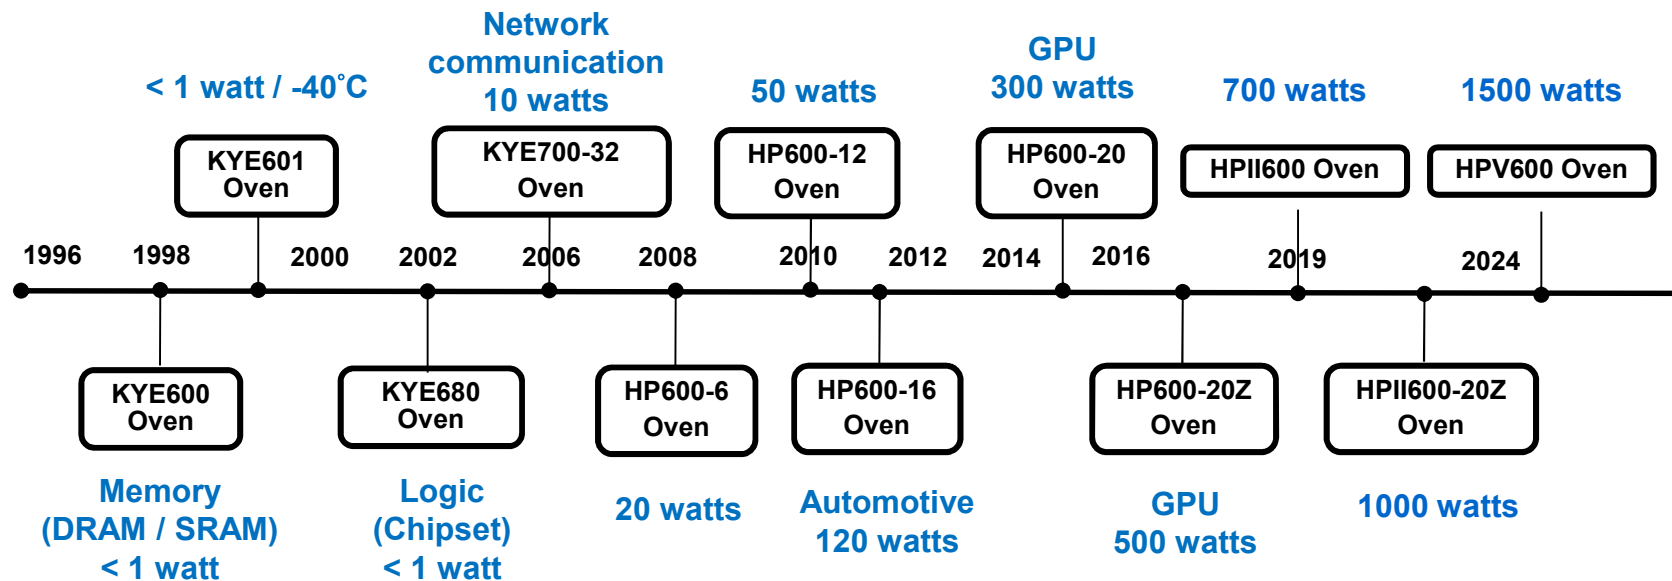 Network
communication
10 watts
GPU
300 watts
< 1 watt / -40°C
50 watts
700 watts
1500 watts
KYE601
Oven
KYE700-32
Oven
HP600-12
Oven
HP600-20
Oven
HPII600 Oven
HPV600 Oven
1996
1998
2000
2002
2006
2008
2010
2012
2014
2016
2019
2024
KYE600
Oven
KYE680
Oven
HP600-6
Oven
HP600-16
Oven
HP600-20Z
Oven
HPII600-20Z
Oven
Memory
(DRAM / SRAM)
< 1 watt
Logic
(Chipset)
< 1 watt
20 watts
Automotive
120 watts
GPU
500 watts
1000 watts